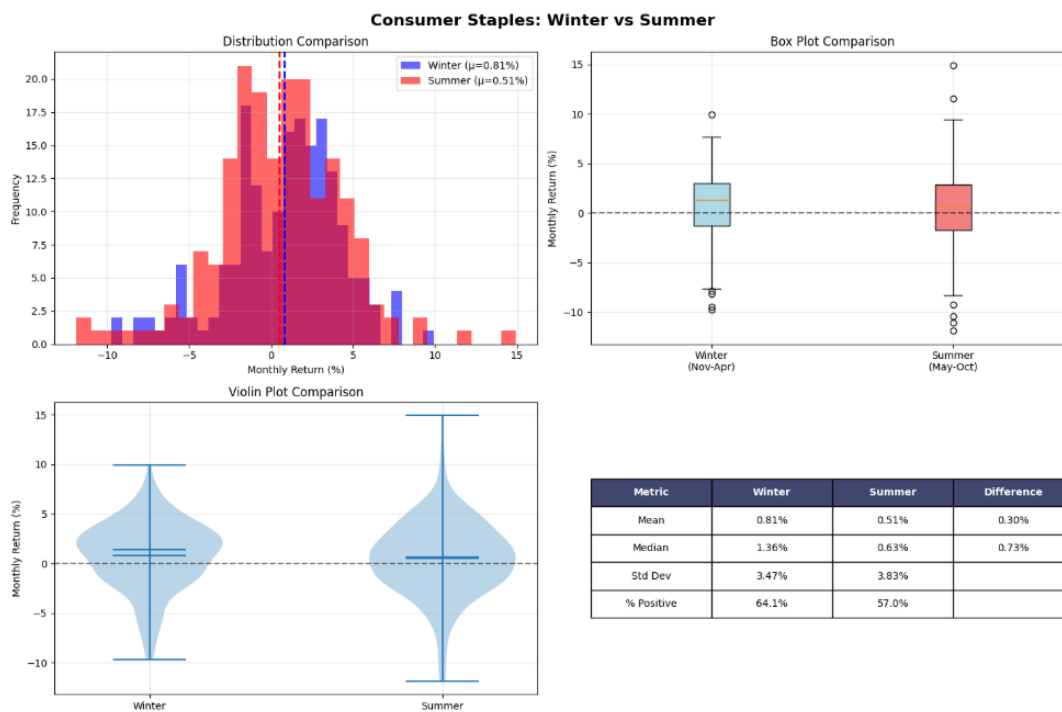 Consumer Staples: Winter vs Summer
Distribution Comparison
Winter (μ=0.81%)
Summer (μ=0.51%)
Frequency
20.0
17.5
15.0
12.5
10.0
7.5
5.0
2.5
0.0
−10
−5
0
5
10
15
Monthly Return (%)
Box Plot Comparison
Monthly Return (%)
15
10
5
0
−5
−10
Winter
(Nov-Apr)
Summer
(May-Oct)
Violin Plot Comparison
Monthly Return (%)
15
10
5
0
−5
−10
Winter
Summer
Metric Winter Summer Difference
Mean 0.81% 0.51% 0.30%
Median 1.36% 0.63% 0.73%
Std Dev 3.47% 3.83%
% Positive 64.1% 57.0%